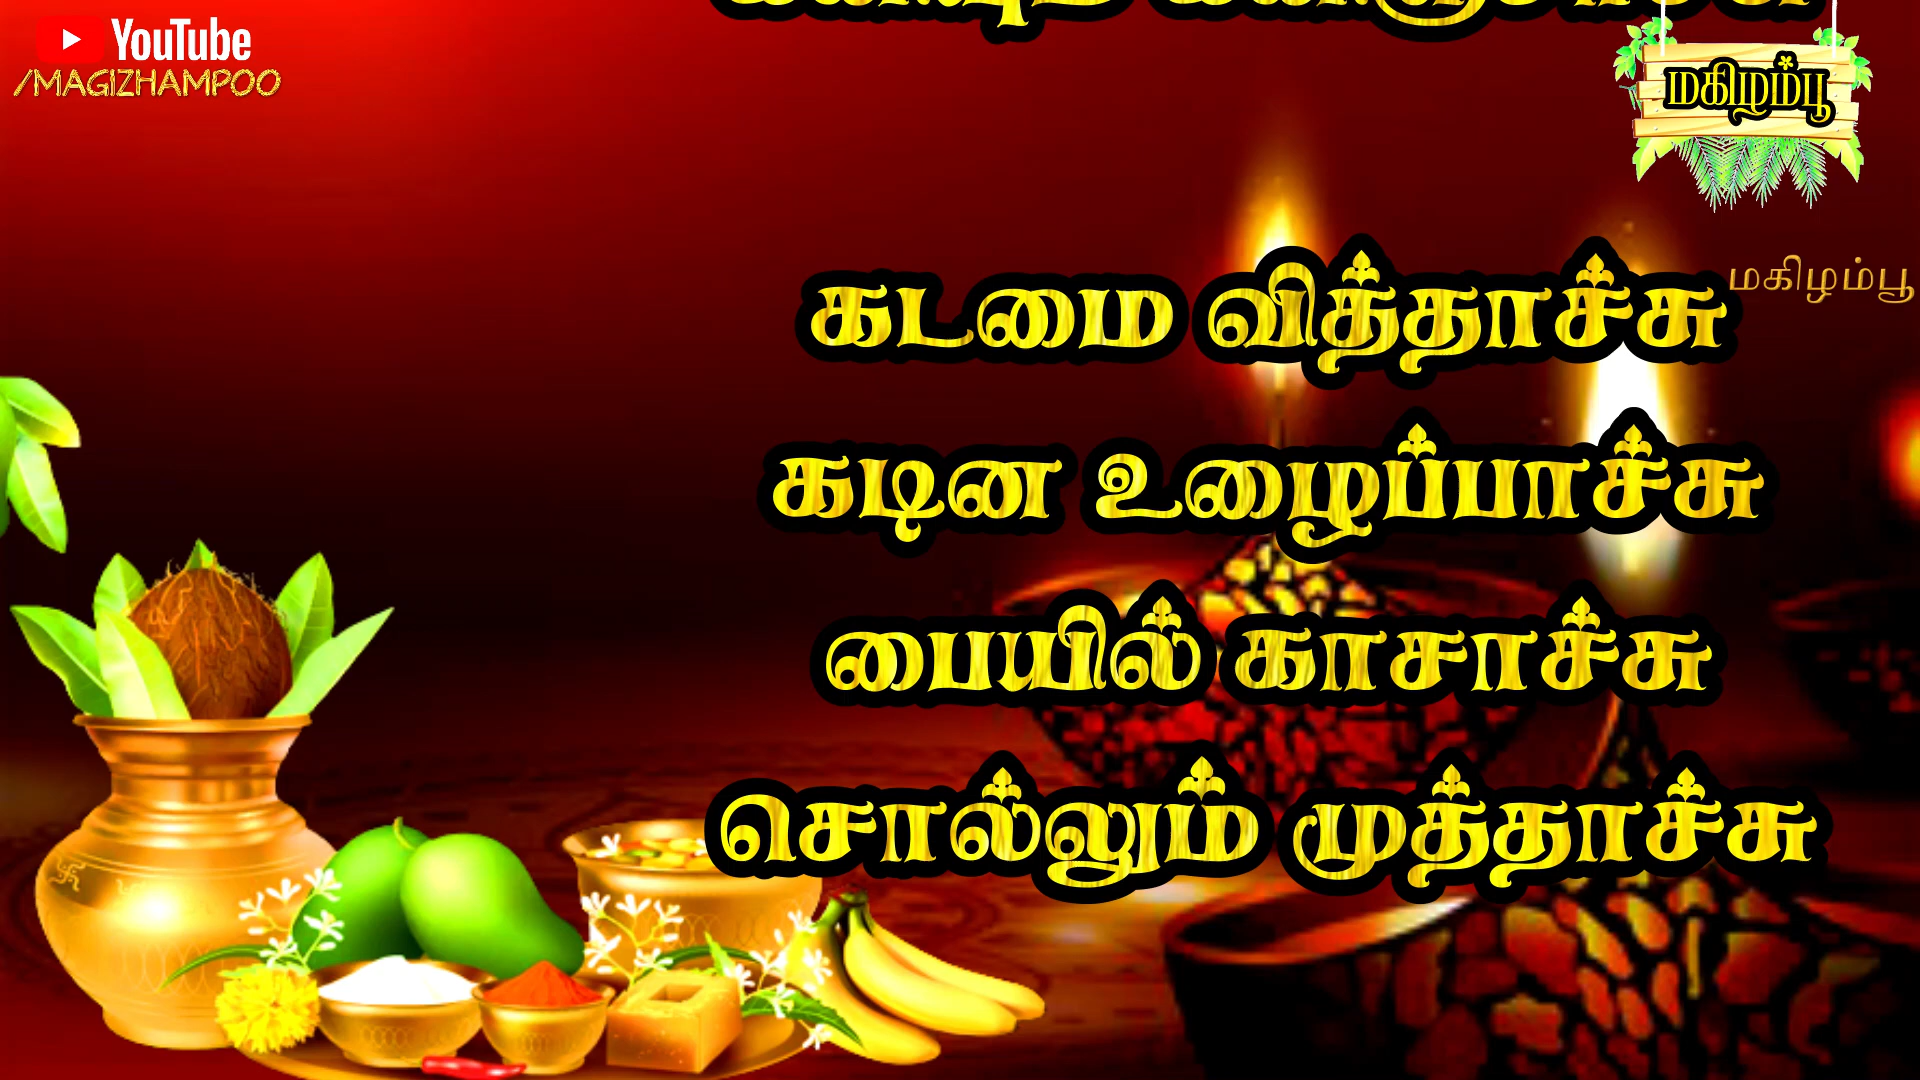 YouTube
/MAGIZHAMPOO
மகிழம்பூ
மகிழம்பூ
கடமை வித்தாச்சு
கடின உழைப்பாச்சு
பையில் காசாச்சு
சொல்லும் முத்தாச்சு